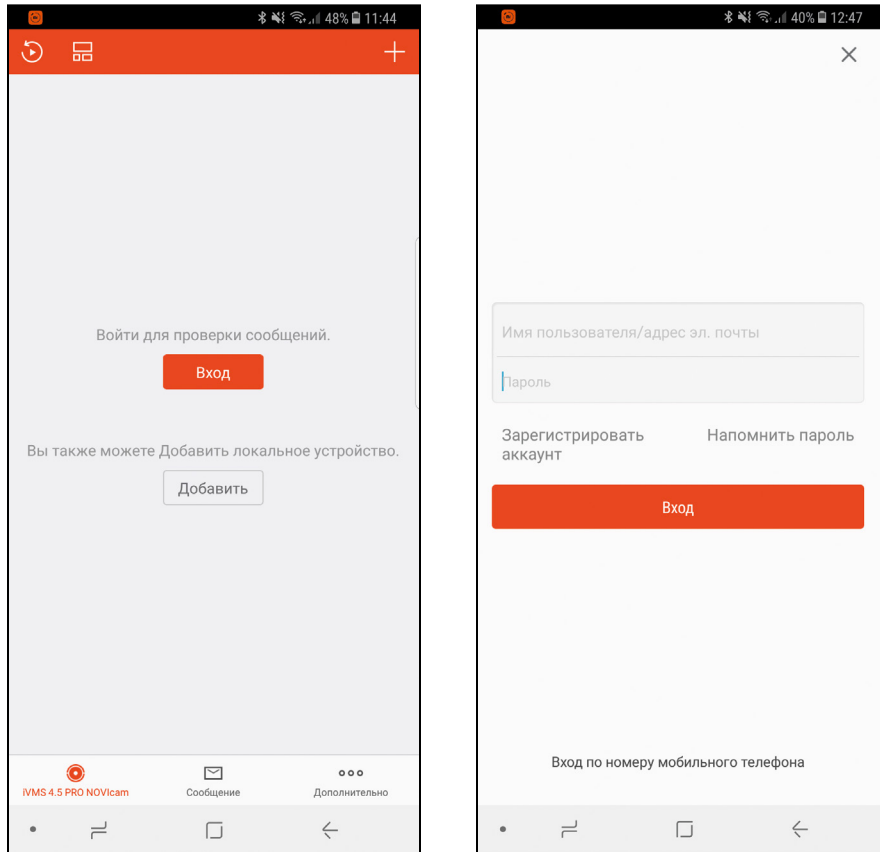 48% 11:44
Войти для проверки сообщений.
Вход
Вы также можете Добавить локальное устройство.
Добавить
iVMS 4.5 PRO NOVIcam
Сообщение
Дополнительно
40% 12:47
Имя пользователя/адрес эл. почты
Пароль
Зарегистрировать
аккаунт
Напомнить пароль
Вход
Вход по номеру мобильного телефона